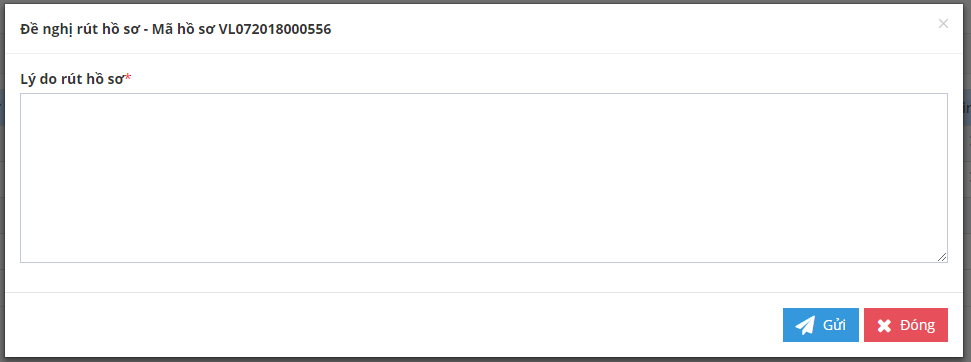 Đề nghị rút hồ sơ - Mã hồ sơ VL072018000556
×
Lý do rút hồ sơ*
Gửi
Đóng